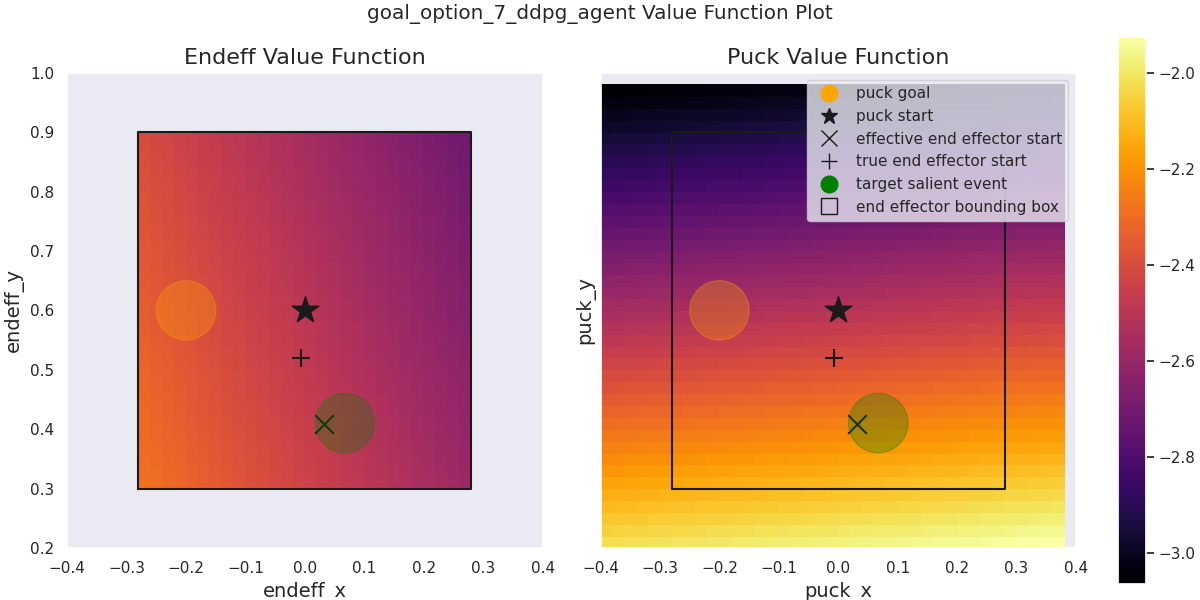 goal_option_7_ddpg_agent Value Function Plot
Endeff Value Function
1.0
0.9
0.8
0.7
0.6
0.5
0.4
0.3
0.2
endeff_y
−0.4 −0.3 −0.2 −0.1 0.0 0.1 0.2 0.3 0.4
endeff_x
Puck Value Function
puck goal
puck start
effective end effector start
true end effector start
target salient event
end effector bounding box
puck_y
−0.4 −0.3 −0.2 −0.1 0.0 0.1 0.2 0.3 0.4
puck_x
−2.0
−2.2
−2.4
−2.6
−2.8
−3.0